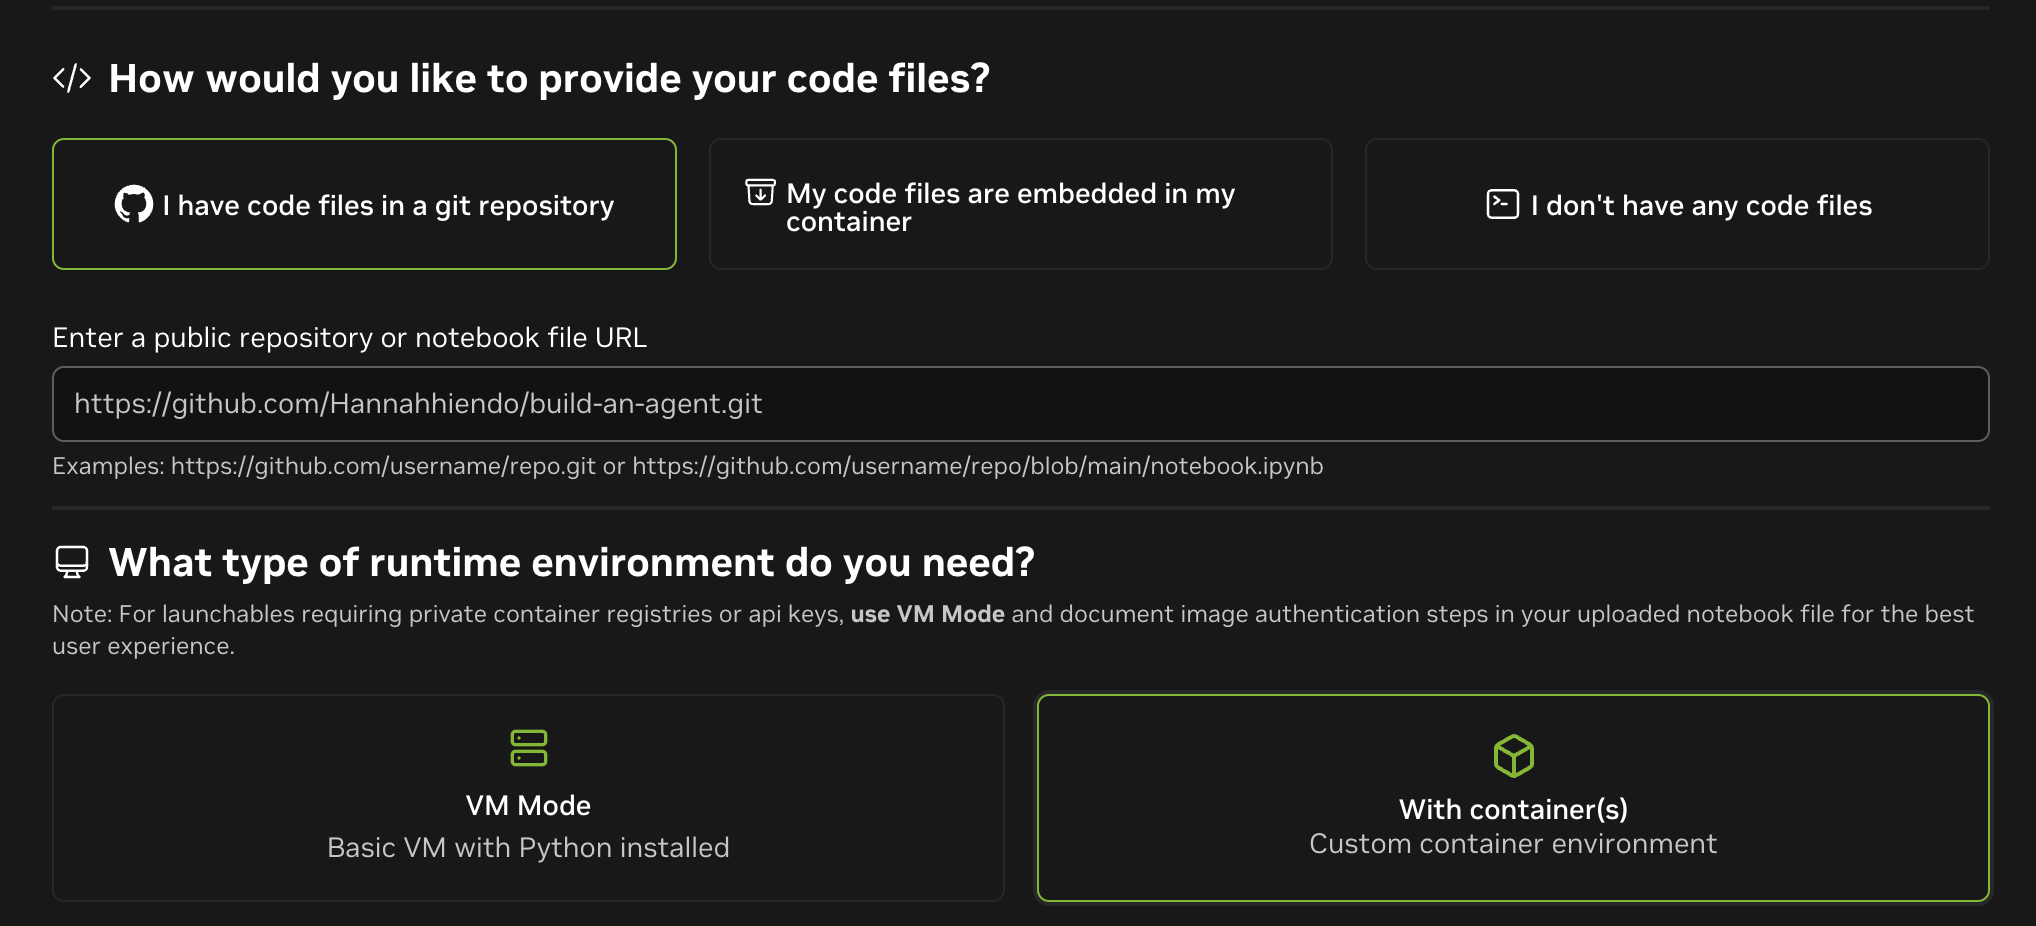 </> How would you like to provide your code files?
I have code files in a git repository
My code files are embedded in my
container
I don't have any code files
Enter a public repository or notebook file URL
https://github.com/Hannahhiendo/build-an-agent.git
Examples: https://github.com/username/repo.git or https://github.com/username/repo/blob/main/notebook.ipynb
What type of runtime environment do you need?
Note: For launchables requiring private container registries or api keys, use VM Mode and document image authentication steps in your uploaded notebook file for the best
user experience.
VM Mode
Basic VM with Python installed
With container(s)
Custom container environment